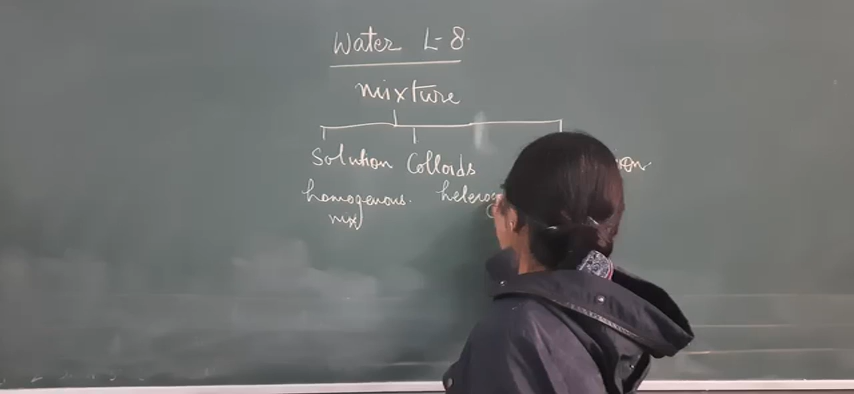 Water L-8.
mixture
Solution Colloids
homogenous.
mix